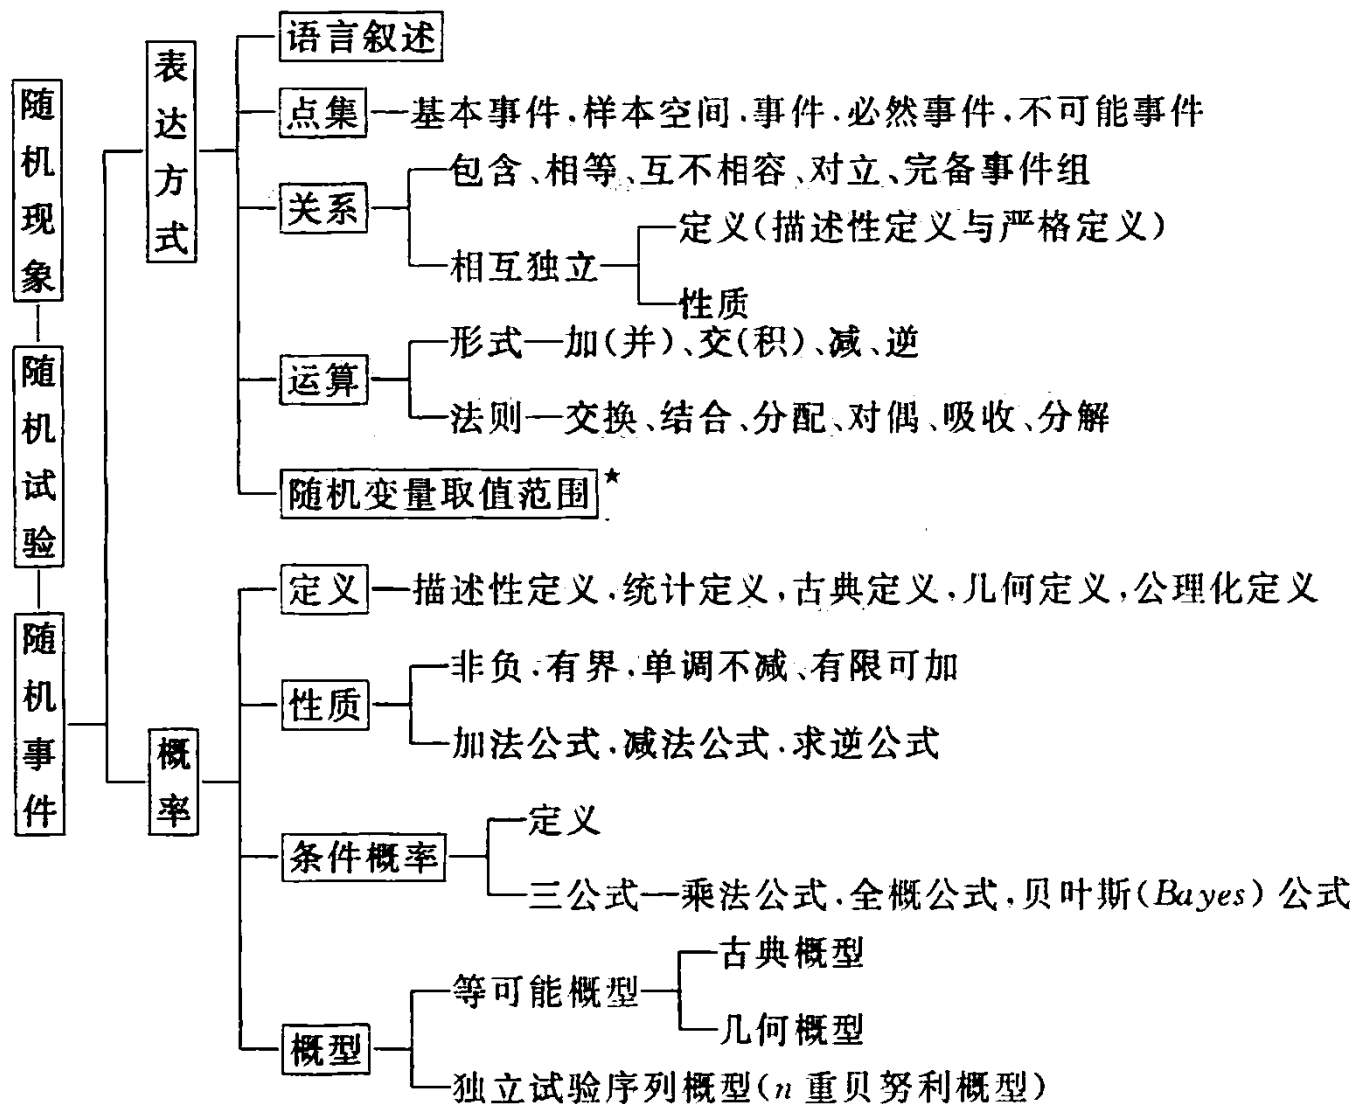 随机现象
随机试验
随机事件
表达方式
语言叙述
点集
基本事件,样本空间,事件,必然事件,不可能事件
关系
包含、相等、互不相容、对立、完备事件组
相互独立
定义(描述性定义与严格定义)
性质
运算
形式—加(并)、交(积)、减、逆
法则—交换、结合、分配、对偶、吸收、分解
随机变量取值范围★
概率
定义
描述性定义,统计定义,古典定义,几何定义,公理化定义
性质
非负,有界,单调不减、有限可加
加法公式,减法公式,求逆公式
条件概率
定义
三公式—乘法公式,全概公式,贝叶斯(Bayes)公式
概型
等可能概型
古典概型
几何概型
独立试验序列概型(n 重贝努利概型)